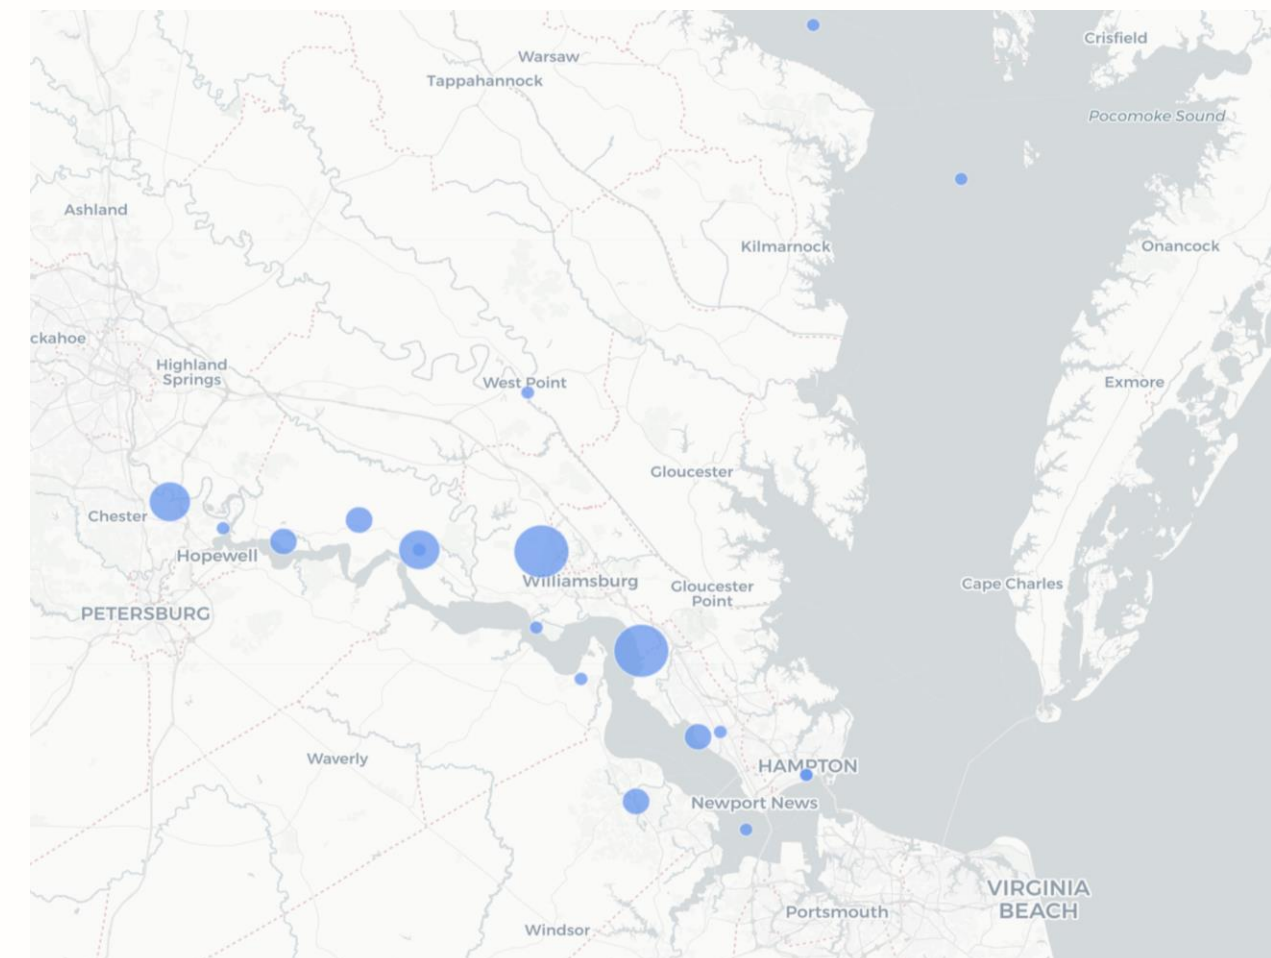 Crisfield
Warsaw
Tappahannock
Pocomoke Sound
Ashland
Kilmarnock
Onancock
ckahoe
Highland
Springs
West Point
Exmore
Gloucester
Chester
Hopewell
Williamsburg
Gloucester
Point
Cape Charles
PETERSBURG
Waverly
HAMPTON
Newport News
VIRGINIA
BEACH
Portsmouth
Windsor